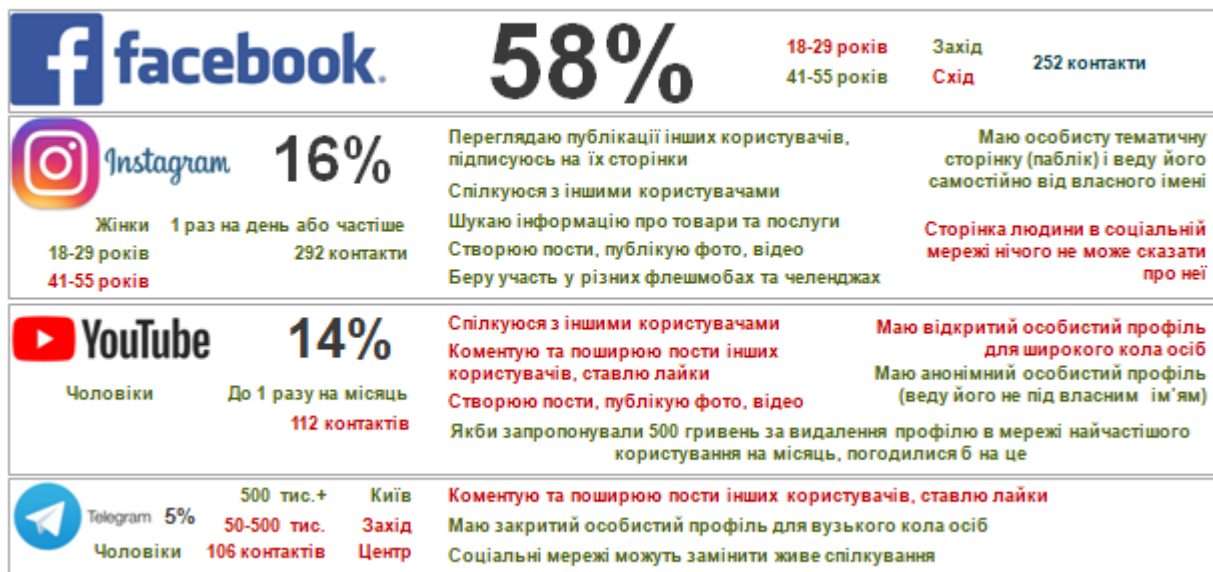 facebook.
58%
18-29 років Захід
41-55 років Схід
252 контакти
Instagram 16%
Жінки 1 раз на день або частіше
18-29 років 292 контакти
41-55 років
Переглядаю публікації інших користувачів,
підписуюсь на їх сторінки
Спілкуюся з іншими користувачами
Шукаю інформацію про товари та послуги
Створюю пости, публікую фото, відео
Беру участь у різних флешмобах та челенджах
Маю особисту тематичну
сторінку (паблік) і веду його
самостійно від власного імені
Сторінка людини в соціальній
мережі нічого не може сказати
про неї
YouTube 14%
Чоловіки До 1 разу на місяць
112 контактів
Спілкуюся з іншими користувачами
Коментую та поширюю пости інших
користувачів, ставлю лайки
Створюю пости, публікую фото, відео
Маю відкритий особистий профіль
для широкого кола осіб
Маю анонімний особистий профіль
(веду його не під власним ім'ям)
Якби запропонували 500 гривень за видалення профілю в мережі найчастішого
користування на місяць, погодилися б на це
Telegram 5%
500 тис.+ Київ
50-500 тис. Захід
Чоловіки 106 контактів Центр
Коментую та поширюю пости інших користувачів, ставлю лайки
Маю закритий особистий профіль для вузького кола осіб
Соціальні мережі можуть замінити живе спілкування